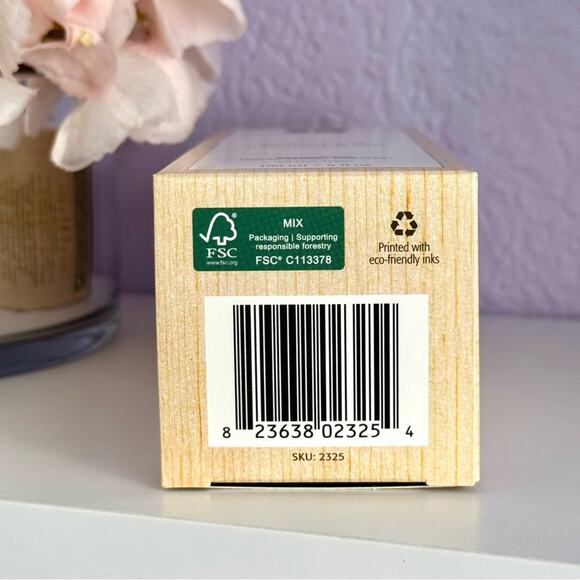 FSC
www.fsc.org
MIX
Packaging | Supporting
responsible forestry
FSC® C113378
Printed with
eco-friendly inks
8 23638 02325 4
SKU: 2325